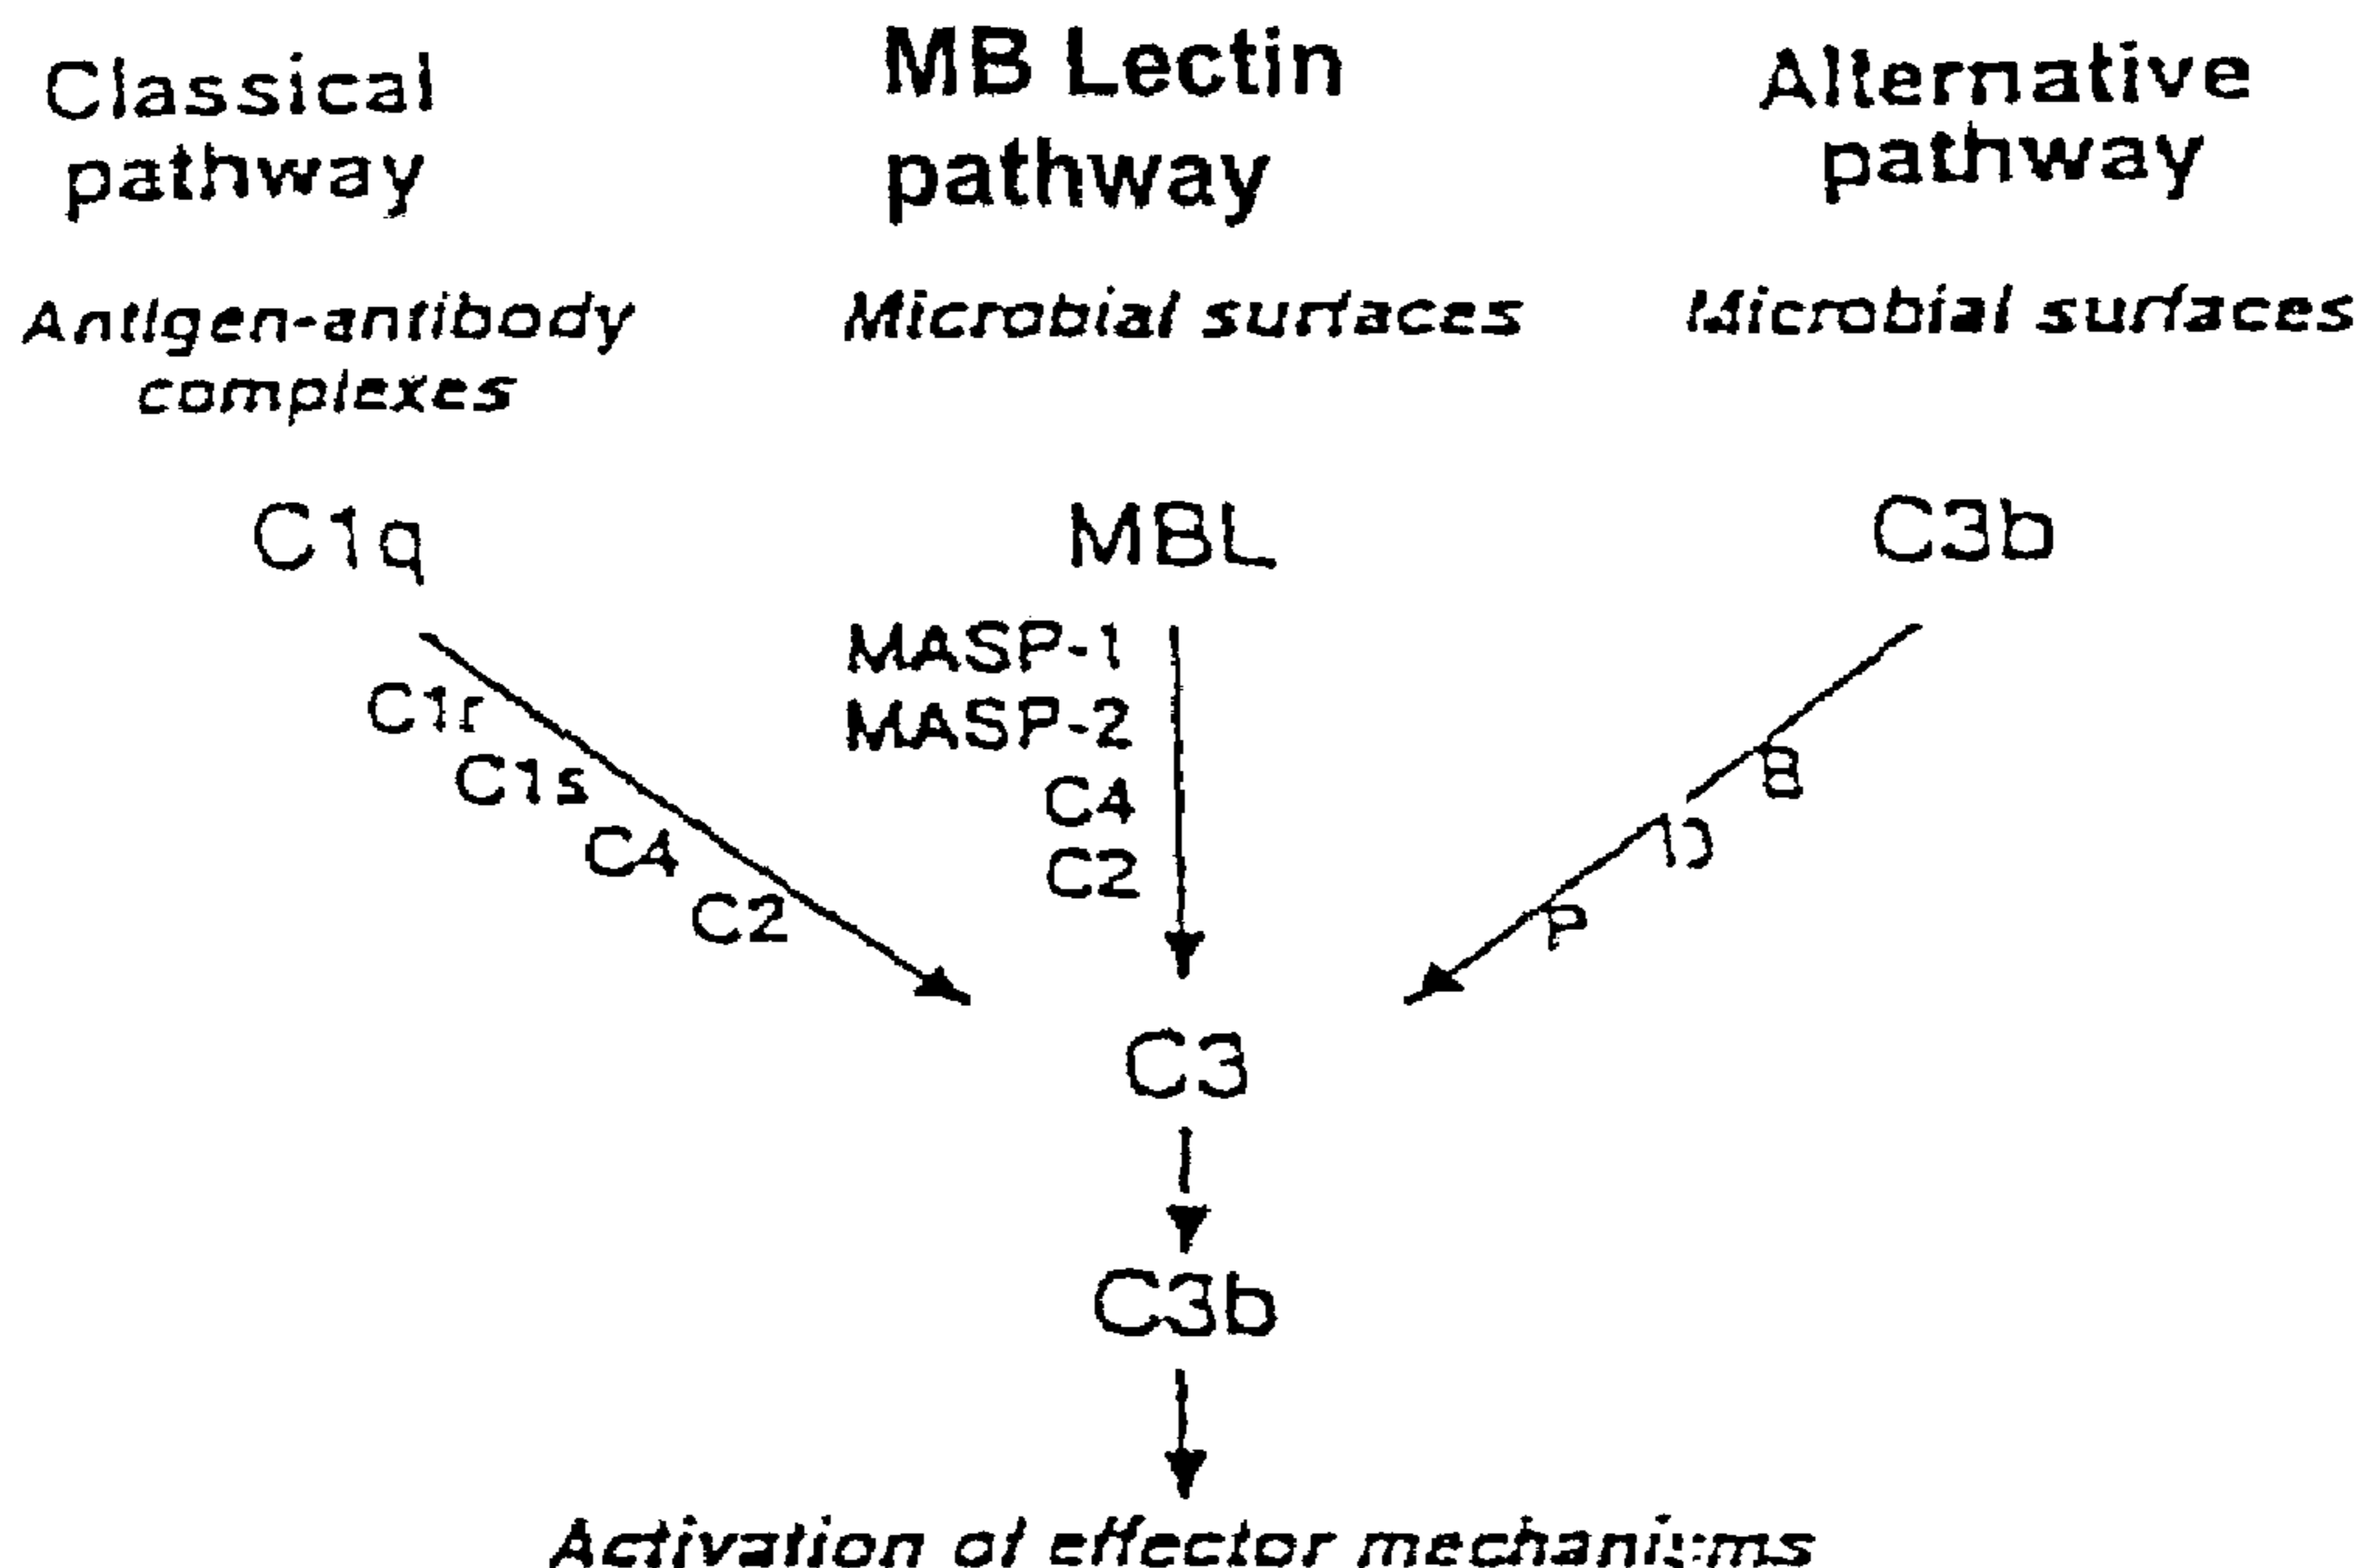 Classical
pathway
MB Lectin
pathway
Alternative
pathway
Antigen-antibody
complexes
Microbial surfaces
Microbial surfaces
C1q
MBL
C3b
C1r
C1s
C4
C2
MASP-1
MASP-2
C4
C2
B
D
P
C3
C3b
Activation of effector mechanisms